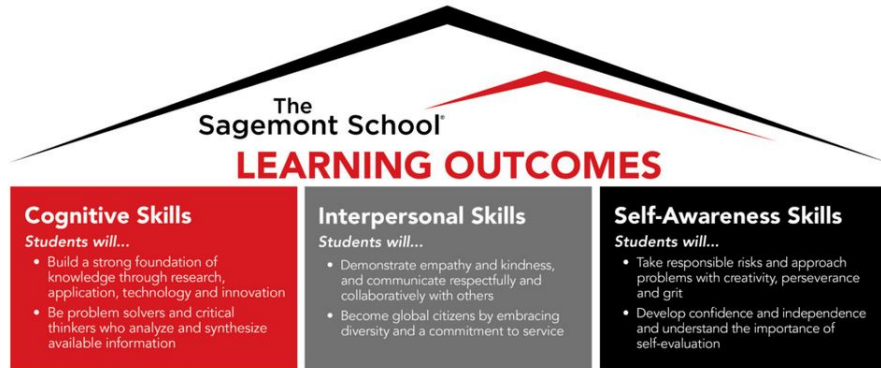 The
Sagemont School®
LEARNING OUTCOMES
Cognitive Skills
Students will...
• Build a strong foundation of
knowledge through research,
application, technology and innovation
• Be problem solvers and critical
thinkers who analyze and synthesize
available information
Interpersonal Skills
Students will...
• Demonstrate empathy and kindness,
and communicate respectfully and
collaboratively with others
• Become global citizens by embracing
diversity and a commitment to service
Self-Awareness Skills
Students will...
• Take responsible risks and approach
problems with creativity, perseverance
and grit
• Develop confidence and independence
and understand the importance of
self-evaluation